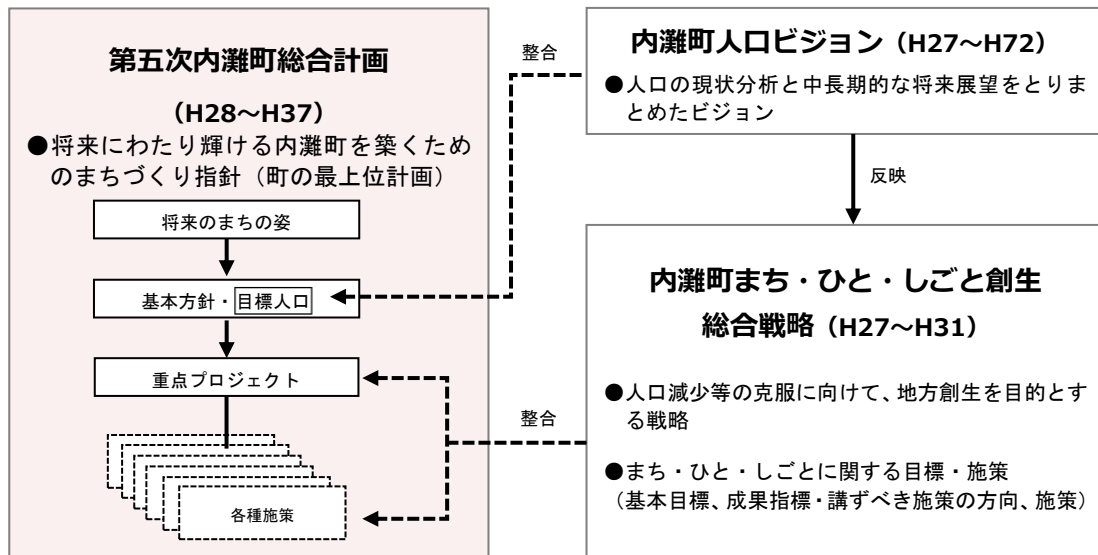 第五次内灘町総合計画
（H28～H37）
●将来にわたり輝ける内灘町を築くため
のまちづくり指針（町の最上位計画）
将来のまちの姿
基本方針・目標人口
重点プロジェクト
各種施策
整合
内灘町人口ビジョン（H27～H72）
●人口の現状分析と中長期的な将来展望をとりま
とめたビジョン
反映
内灘町まち・ひと・しごと創生
総合戦略（H27～H31）
●人口減少等の克服に向けて、地方創生を目的とす
る戦略
●まち・ひと・しごとに関する目標・施策
（基本目標、成果指標・講ずべき施策の方向、施策）
整合